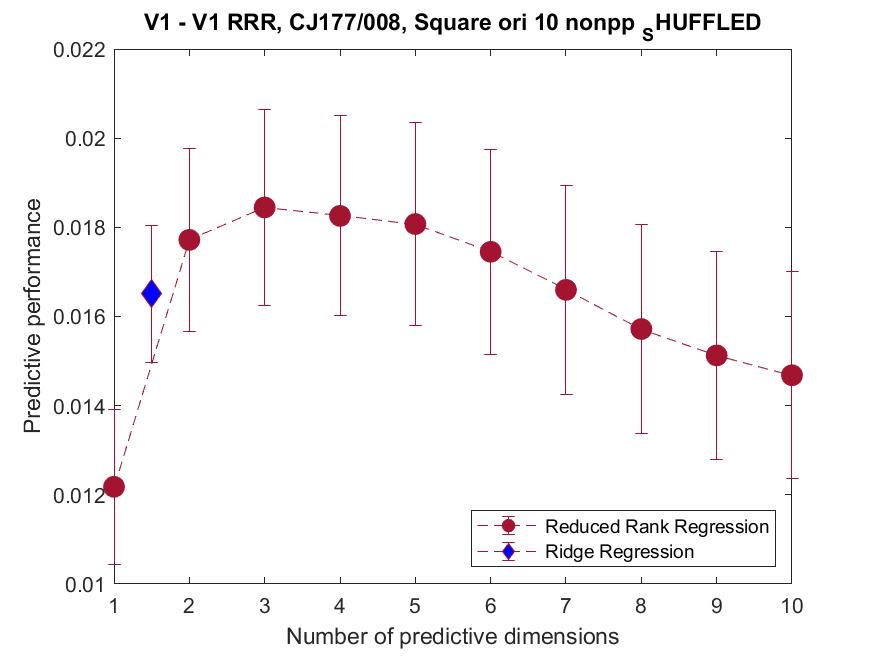 V1 - V1 RRR, CJ177/008, Square ori 10 nonpp SHUFFLED
0.022
0.02
0.018
0.016
0.014
0.012
0.01
Predictive performance
1 2 3 4 5 6 7 8 9 10
Number of predictive dimensions
Reduced Rank Regression
Ridge Regression